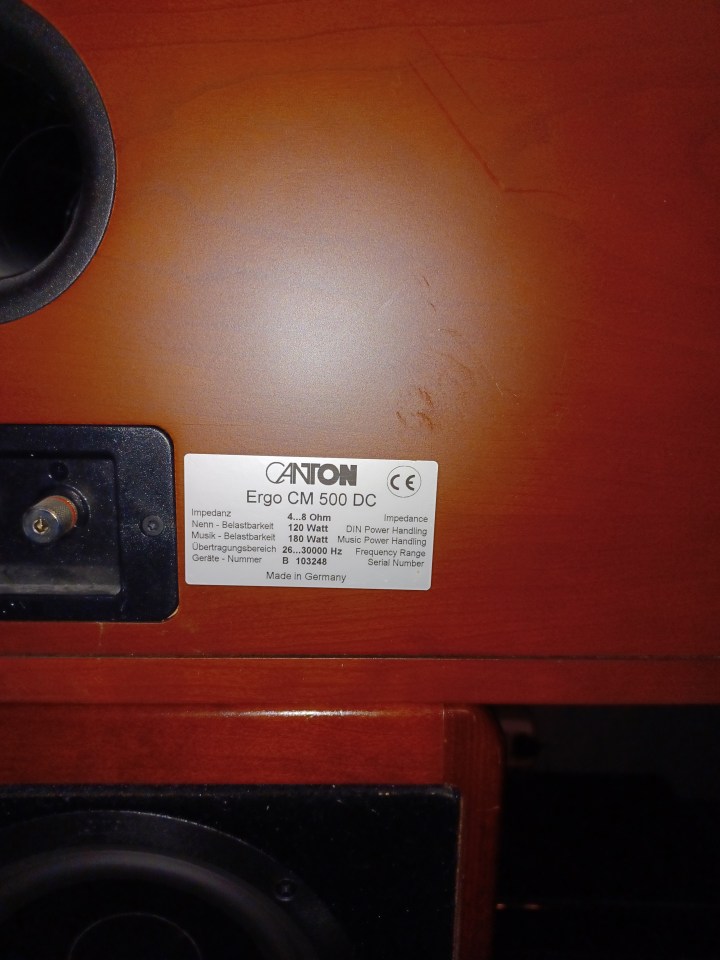 CANTON CE
Ergo CM 500 DC
Impedanz 4...8 Ohm Impedance
Nenn - Belastbarkeit 120 Watt DIN Power Handling
Musik - Belastbarkeit 180 Watt Music Power Handling
Übertragungsbereich 26...30000 Hz Frequency Range
Geräte - Nummer B 103248 Serial Number
Made in Germany